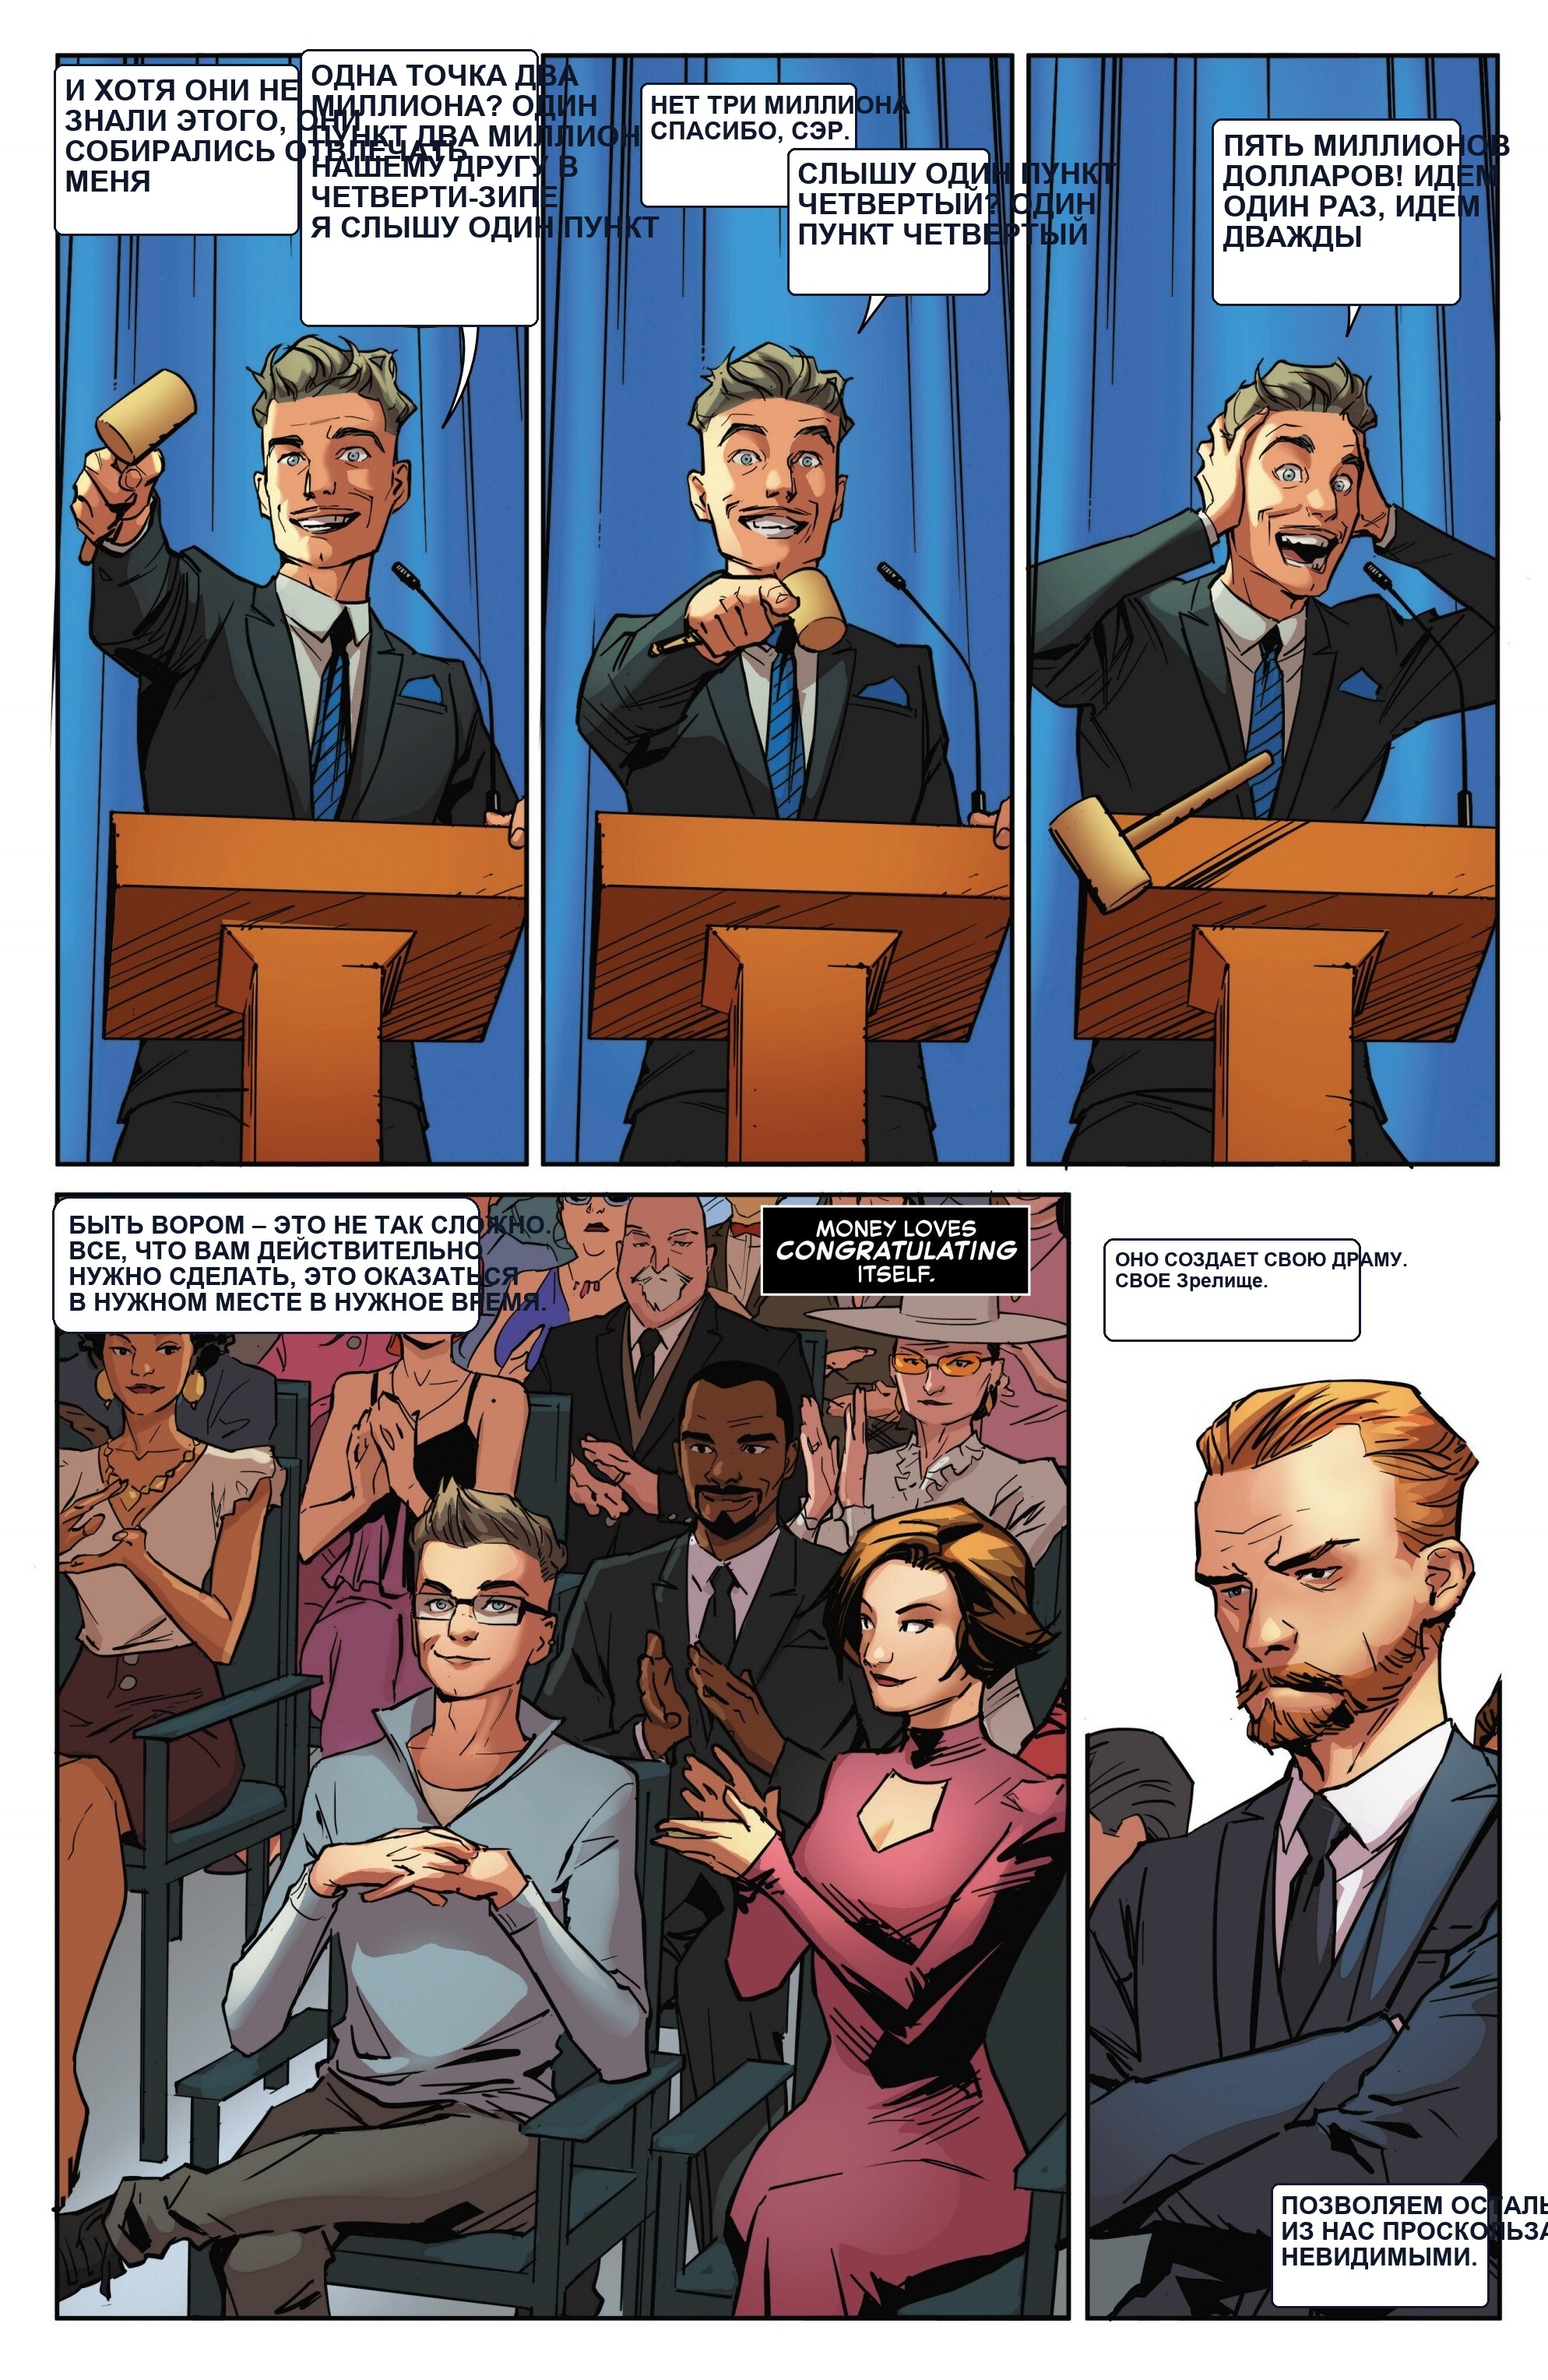 И ХОТЯ ОНИ НЕ
ЗНАЛИ ЭТОГО, ОНИ
СОБИРАЛИСЬ ОТВЛЕЧАТЬ
МЕНЯ
ОДНА ТОЧКА ДВА
МИЛЛИОНА? ОДИН
ПУНКТ ДВА МИЛЛИОН
НАШЕМУ ДРУГУ В
ЧЕТВЕРТИ-ЗИПЕ
Я СЛЫШУ ОДИН ПУНКТ
НЕТ ТРИ МИЛЛИОНА
СПАСИБО, СЭР.
СЛЫШУ ОДИН ПУНКТ
ЧЕТВЕРТЫЙ? ОДИН
ПУНКТ ЧЕТВЕРТЫЙ
ПЯТЬ МИЛЛИОНОВ
ДОЛЛАРОВ! ИДЕМ
ОДИН РАЗ, ИДЕМ
ДВАЖДЫ
БЫТЬ ВОРОМ – ЭТО НЕ ТАК СЛОЖНО.
ВСЕ, ЧТО ВАМ ДЕЙСТВИТЕЛЬНО
НУЖНО СДЕЛАТЬ, ЭТО ОКАЗАТЬСЯ
В НУЖНОМ МЕСТЕ В НУЖНОЕ ВРЕМЯ.
MONEY LOVES
CONGRATULATING
ITSELF.
ОНО СОЗДАЕТ СВОЮ ДРАМУ.
СВОЕ Зрелище.
ПОЗВОЛЯЕМ
ИЗ НАС
НЕВИДИМЫМИ.